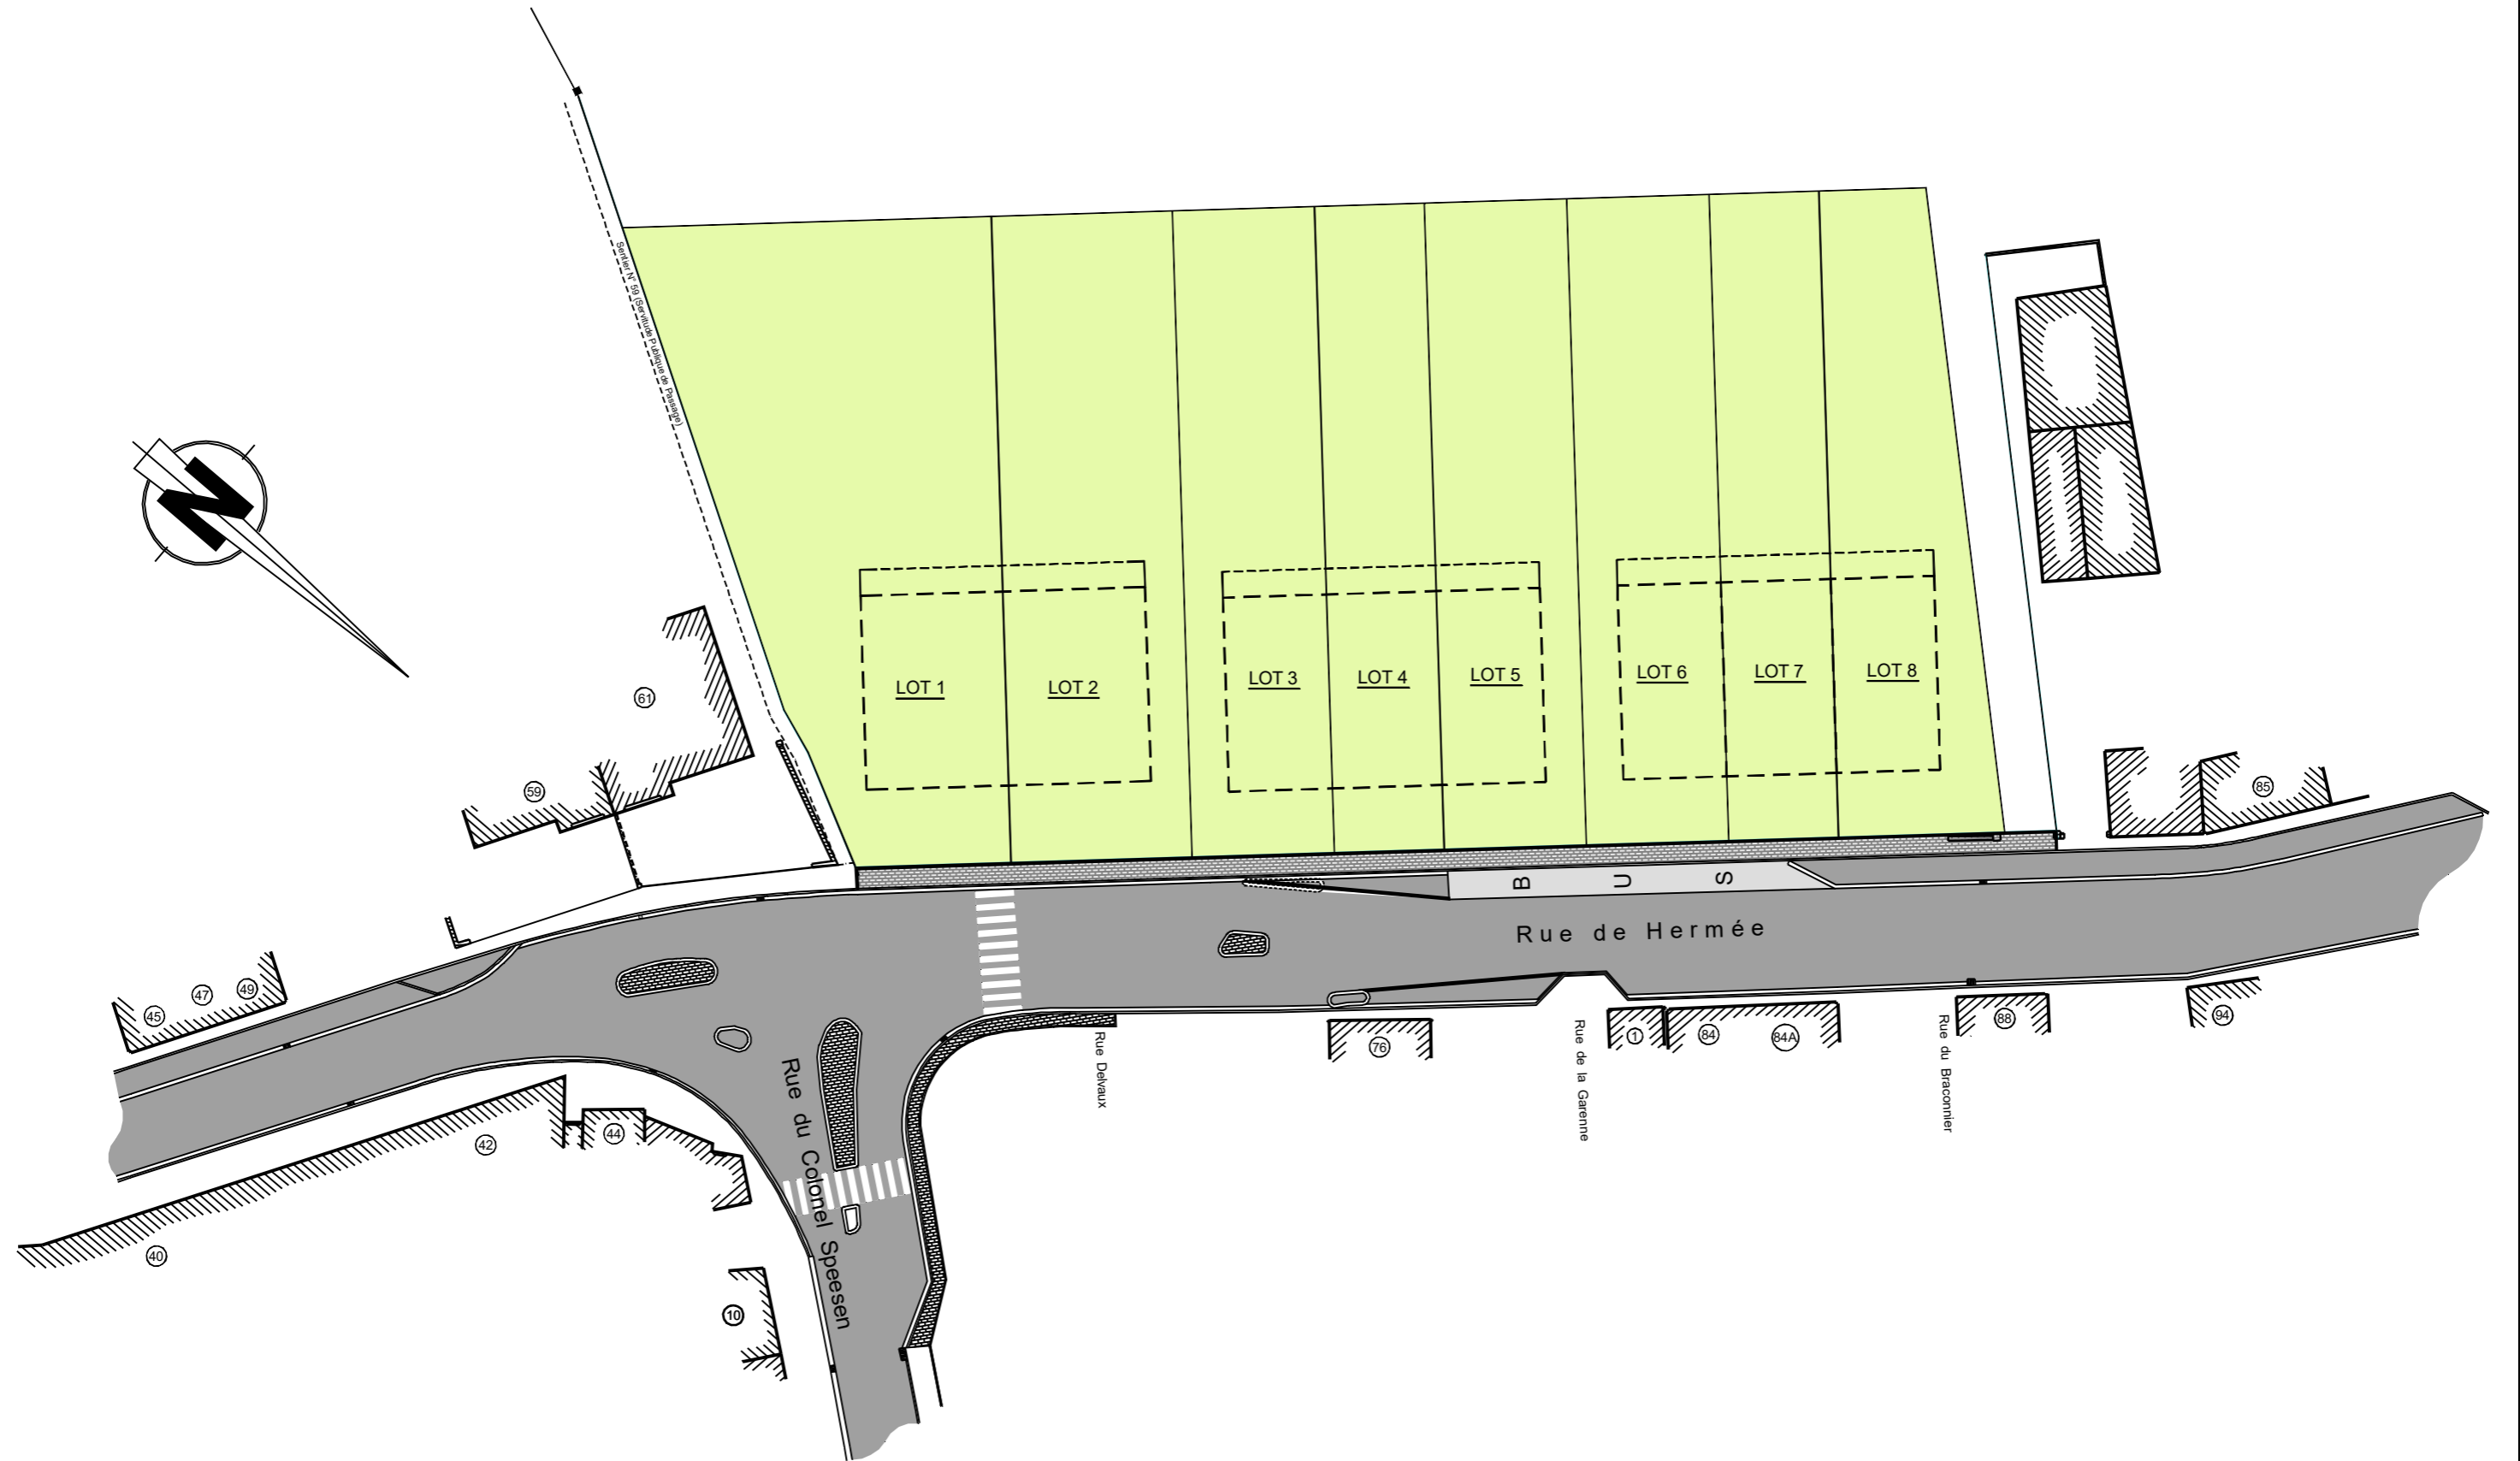 Sentier N° 59 (Servitude Publique de Passage)
N
61
59
LOT 1
LOT 2
LOT 3
LOT 4
LOT 5
LOT 6
LOT 7
LOT 8
85
BUS
Rue de Hermée
45
47
49
42
44
40
10
Rue du Colonel Speesen
Rue Delvaux
76
Rue de la Garenne
1
84
84A
Rue du Braconnier
88
94